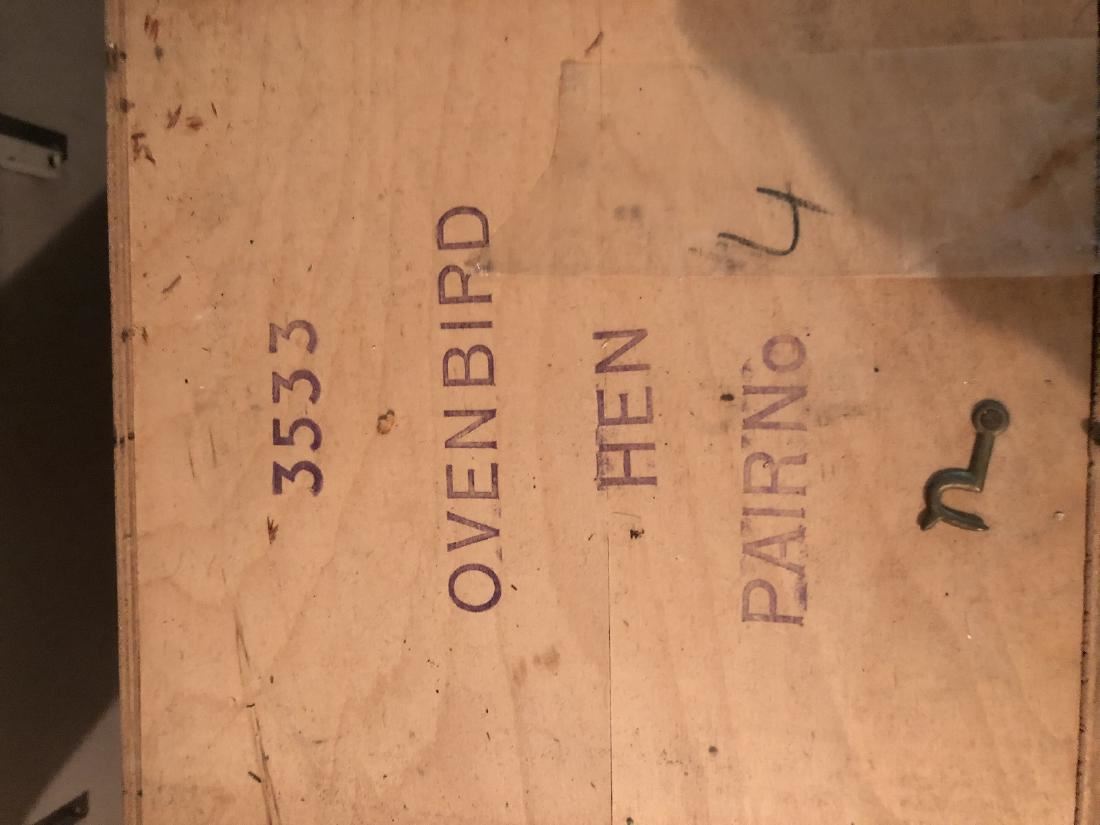 3533
OVENBIRD
HEN
PAIR No 4